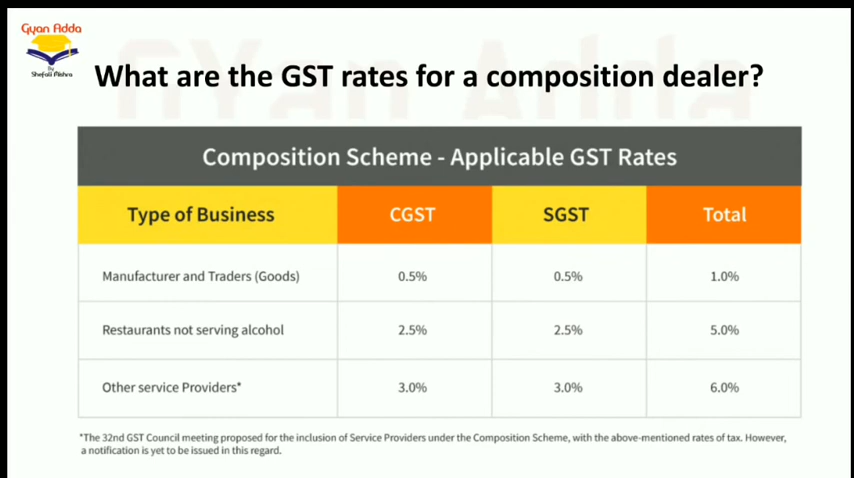 Gyan Adda
By
Shefali Mishra
What are the GST rates for a composition dealer?
Composition Scheme - Applicable GST Rates
Type of Business CGST SGST Total
Manufacturer and Traders (Goods) 0.5% 0.5% 1.0%
Restaurants not serving alcohol 2.5% 2.5% 5.0%
Other service Providers* 3.0% 3.0% 6.0%
*The 32nd GST Council meeting proposed for the inclusion of Service Providers under the Composition Scheme, with the above-mentioned rates of tax. However,
a notification is yet to be issued in this regard.